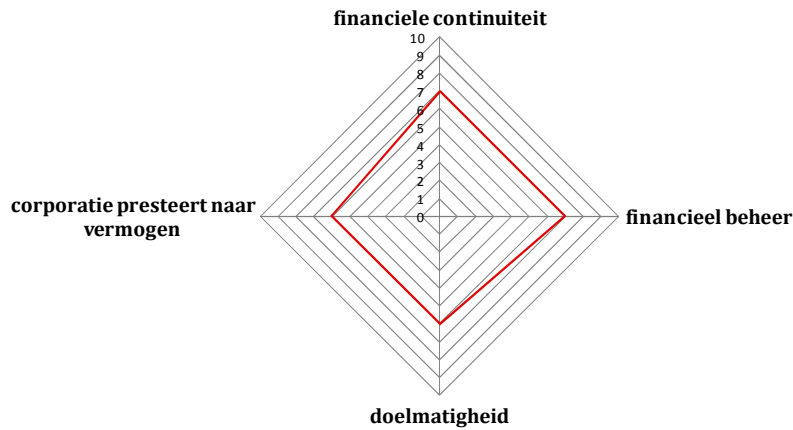 financiele continuiteit
10
9
8
7
6
5
4
3
2
1
0
corporatie presteert naar
vermogen
financieel beheer
doelmatigheid